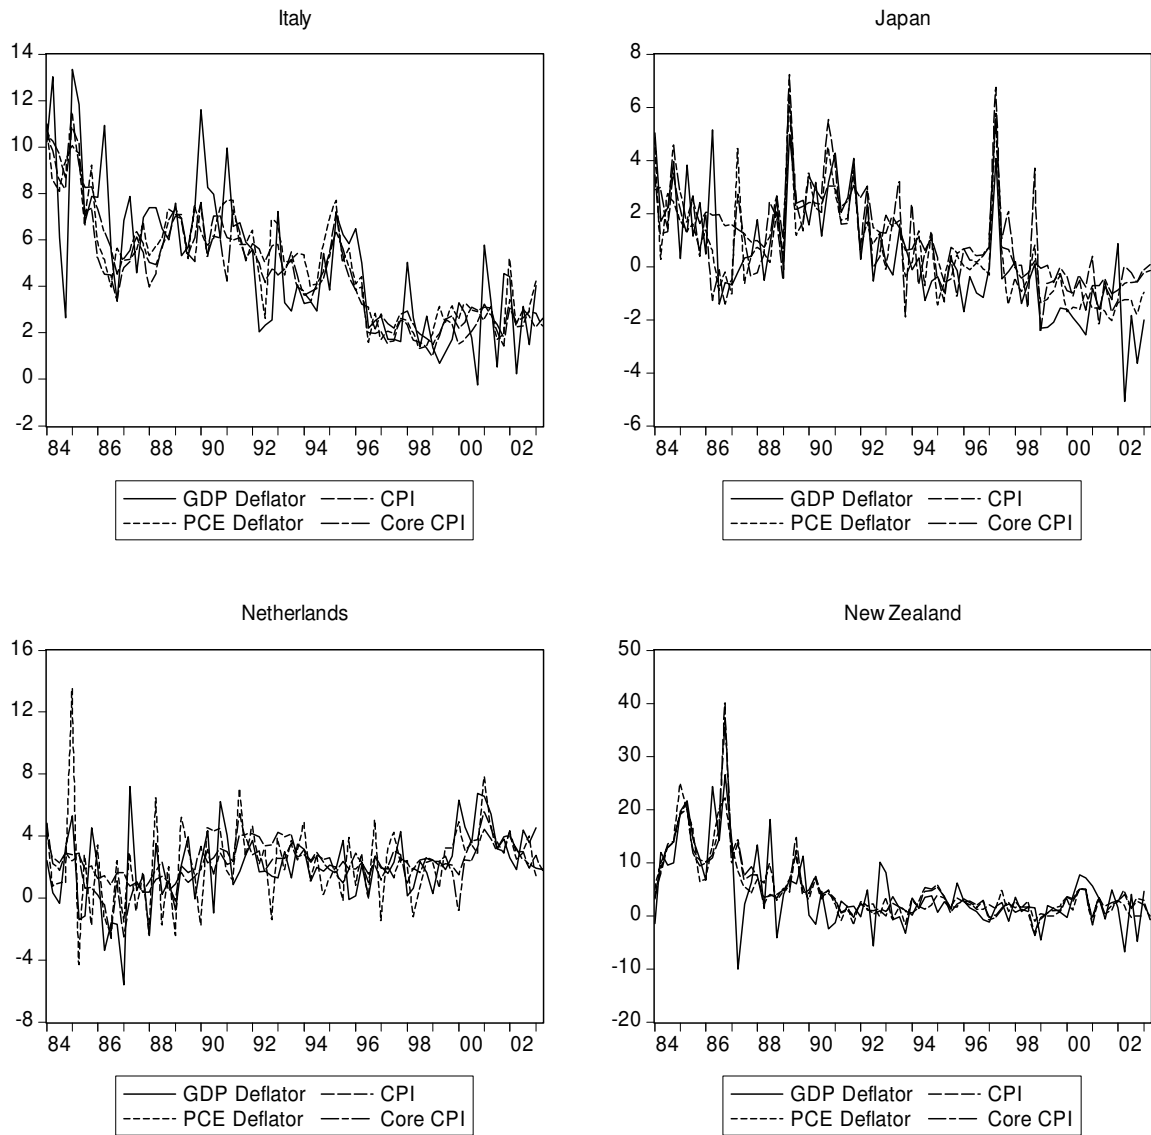 Italy
14
12
10
8
6
4
2
0
-2
84 86 88 90 92 94 96 98 00 02
GDP Deflator CPI
PCE Deflator Core CPI
Japan
8
6
4
2
0
-2
-4
-6
84 86 88 90 92 94 96 98 00 02
GDP Deflator CPI
PCE Deflator Core CPI
Netherlands
16
12
8
4
0
-4
-8
84 86 88 90 92 94 96 98 00 02
GDP Deflator CPI
PCE Deflator Core CPI
New Zealand
50
40
30
20
10
0
-10
-20
84 86 88 90 92 94 96 98 00 02
GDP Deflator CPI
PCE Deflator Core CPI